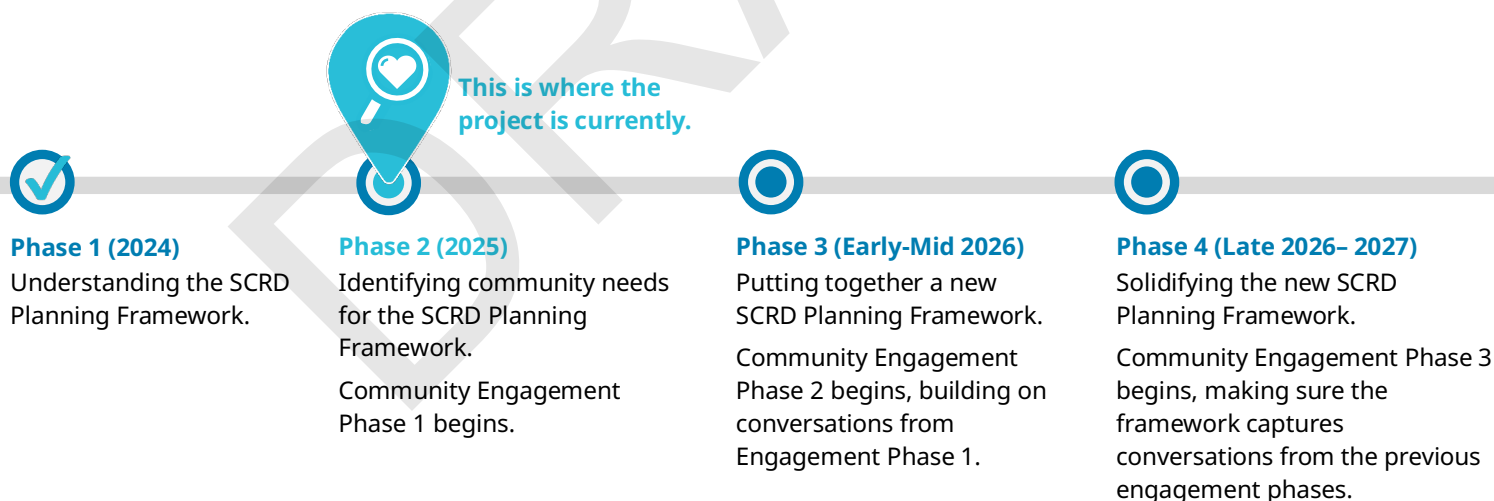 This is where the
project is currently.
Phase 1 (2024)
Understanding the SCRD
Planning Framework.
Phase 2 (2025)
Identifying community needs
for the SCRD Planning
Framework.
Community Engagement
Phase 1 begins.
Phase 3 (Early-Mid 2026)
Putting together a new
SCRD Planning Framework.
Community Engagement
Phase 2 begins, building on
conversations from
Engagement Phase 1.
Phase 4 (Late 2026– 2027)
Solidifying the new SCRD
Planning Framework.
Community Engagement Phase 3
begins, making sure the
framework captures
conversations from the previous
engagement phases.